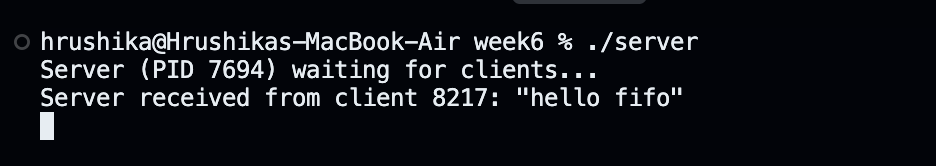 hrushika@Hrushikas-MacBook-Air week6 % ./server
Server (PID 7694) waiting for clients...
Server received from client 8217: "hello fifo"